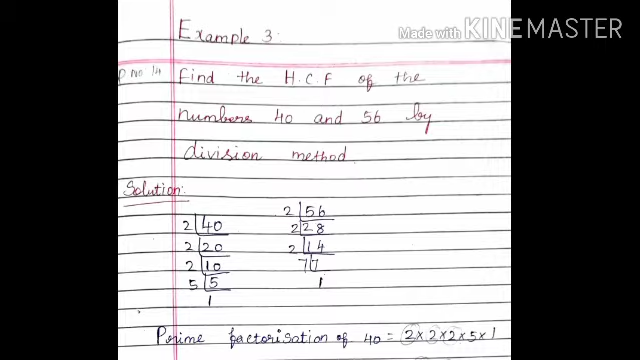 Example 3:
Made with KINEMASTER
P NO 14
Find the H.C.F of the
numbers 40 and 56 by
division method.
Solution:
2 | 40
2 | 20
2 | 10
5 | 5
1
2 | 56
2 | 28
2 | 14
7 | 7
1
Prime factorisation of 40 = 2×2×2×5×1